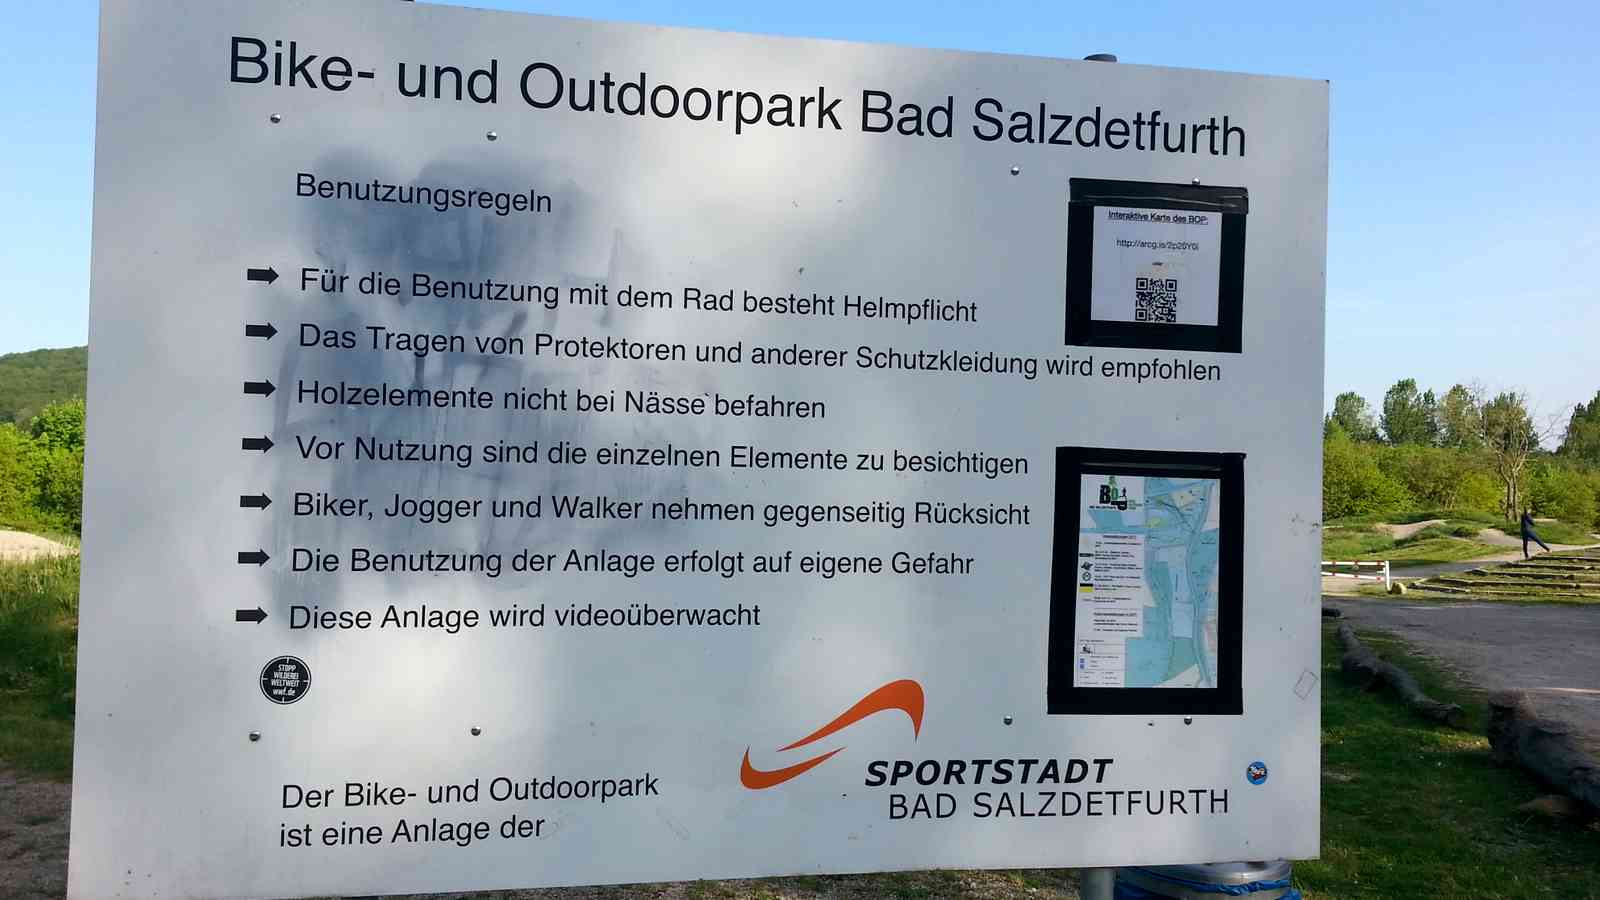 Bike- und Outdoorpark Bad Salzdetfurth
Benutzungsregeln
Für die Benutzung mit dem Rad besteht Helmpflicht
Das Tragen von Protektoren und anderer Schutzkleidung wird empfohlen
Holzelemente nicht bei Nässe befahren
Vor Nutzung sind die einzelnen Elemente zu besichtigen
Biker, Jogger und Walker nehmen gegenseitig Rücksicht
Die Benutzung der Anlage erfolgt auf eigene Gefahr
Diese Anlage wird videoüberwacht
Interaktive Karte des BOP:
STOPP
WILDEREI
WELTWEIT
wwf.de
Der Bike- und Outdoorpark
ist eine Anlage der
SPORTSTADT
BAD SALZDETFURTH